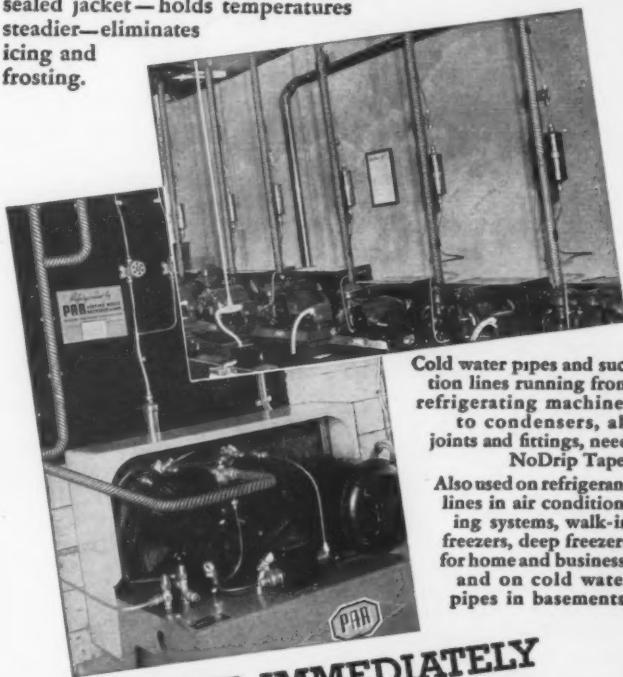 sealed jacket—holds temperatures
steadier—eliminates
icing and
frosting.
PAR
Cold water pipes and suc
tion lines running from
refrigerating machine
to condensers, al
joints and fittings, need
NoDrip Tape
Also used on refrigeran
lines in air condition
ing systems, walk-in
freezers, deep freezer
for home and business
and on cold wate
pipes in basements
PAR
IMMEDIATELY